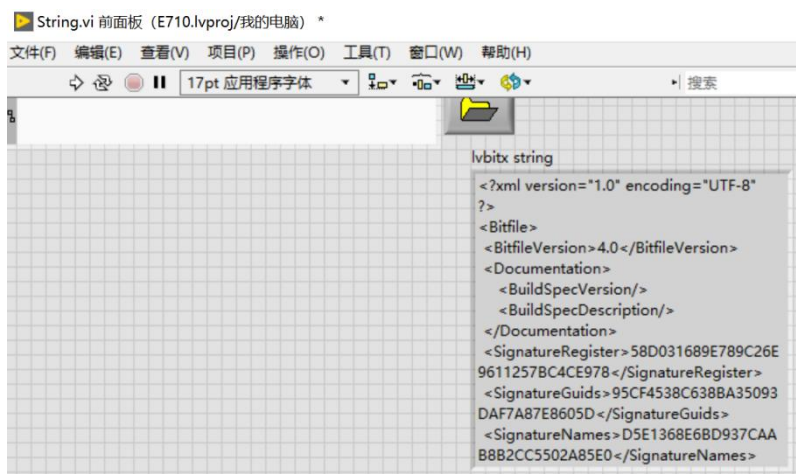 String.vi 前面板（E710.lvproj/我的电脑） *
文件(F) 编辑(E) 查看(V) 项目(P) 操作(O) 工具(T) 窗口(W) 帮助(H)
17pt 应用程序字体 搜索
lvbitx string
<?xml version="1.0" encoding="UTF-8"
?>
<Bitfile>
<BitfileVersion>4.0</BitfileVersion>
<Documentation>
<BuildSpecVersion/>
<BuildSpecDescription/>
</Documentation>
<SignatureRegister>58D031689E789C26E
9611257BC4CE978</SignatureRegister>
<SignatureGuids>95CF4538C638BA35093
DAF7A87E8605D</SignatureGuids>
<SignatureNames>D5E1368E6BD937CAA
B8B2CC5502A85E0</SignatureNames>